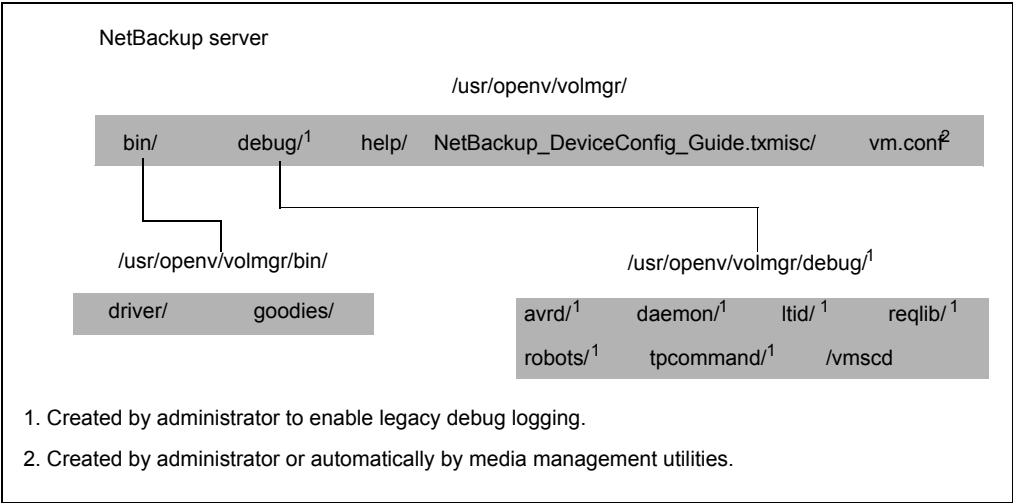 NetBackup server
/usr/openv/volmgr/
bin/ debug/1 help/ NetBackup_DeviceConfig_Guide.txmisc/ vm.conf2
/usr/openv/volmgr/bin/ /usr/openv/volmgr/debug/1
driver/ goodies/
avrd/1 daemon/1 ltid/ 1 reqlib/ 1
robots/1 tpcommand/1 /vmscd
1. Created by administrator to enable legacy debug logging.
2. Created by administrator or automatically by media management utilities.